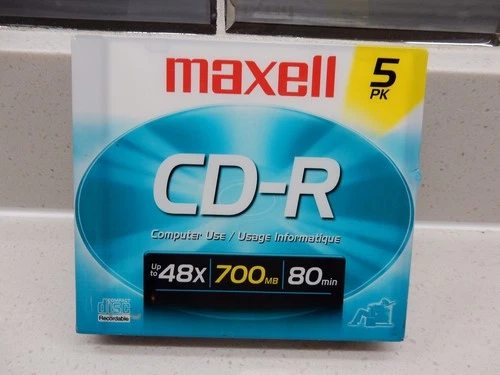 maxell
5
PK
CD-R
Computer Use / Usage Informatique
Up to 48X 700MB 80min
disc
Recordable